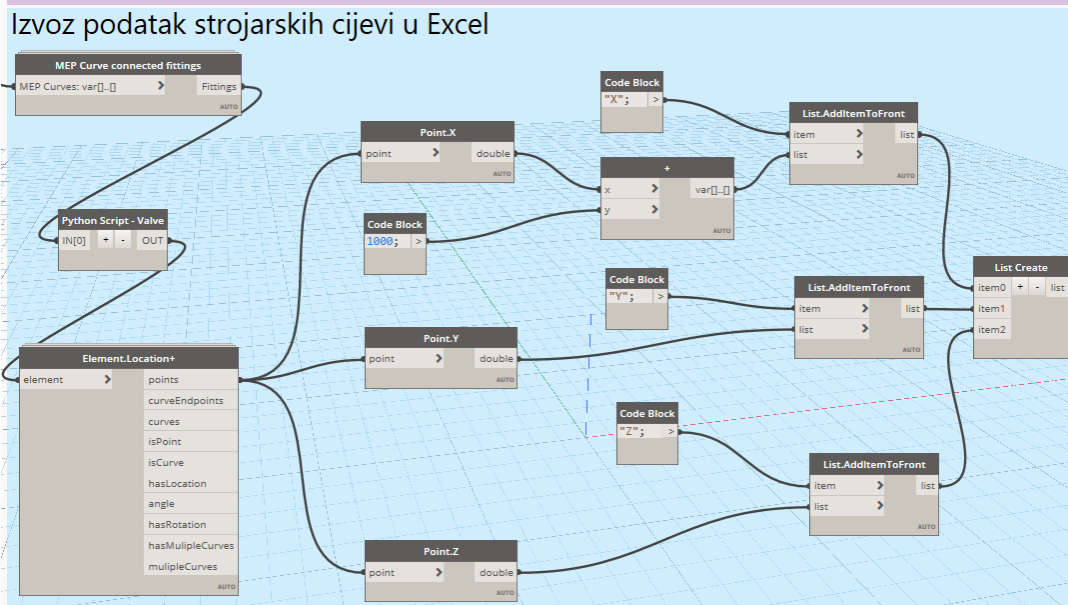 Izvoz podatak strojarskih cijevi u Excel
MEP Curve connected fittings
MEP Curves: var[]..[] > Fittings
AUTO
Python Script - Valve
IN[0] + - OUT
Element.Location+
element > points
curveEndpoints
curves
isPoint
isCurve
hasLocation
angle
hasRotation
hasMulipleCurves
mulipleCurves
AUTO
Point.X
point > double
AUTO
Code Block
1000; >
Point.Y
point > double
AUTO
Point.Z
point > double
AUTO
Code Block
"X"; >
+
x > var[]..[]
y >
AUTO
Code Block
"Y"; >
Code Block
"Z"; >
List.AddItemToFront
item > list
list >
AUTO
List.AddItemToFront
item > list
list >
AUTO
List.AddItemToFront
item > list
list >
AUTO
List Create
item0 + - list
item1
item2